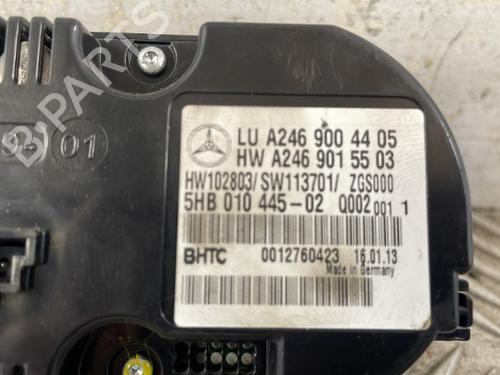 B-PARTS
01
LU A246 900 44 05
HW A246 901 55 03
HW102803/ SW113701/ ZGS000
5HB 010 445-02 Q002 001 1
BHTC 0012760423 16.01.13
Made in Germany